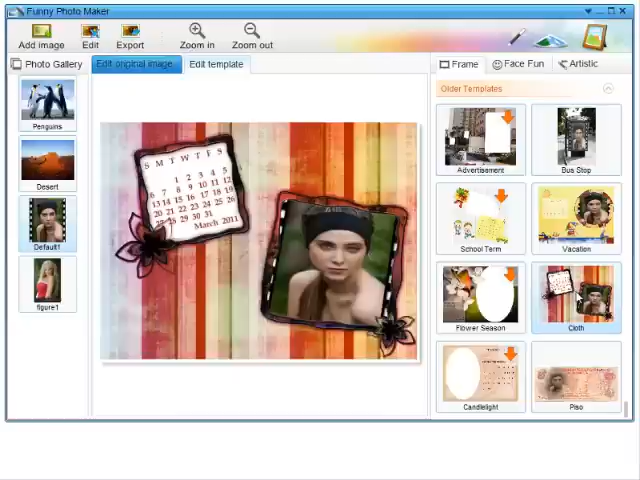 Funny Photo Maker
Add image
Edit
Export
Zoom in
Zoom out
Photo Gallery
Edit original image
Edit template
Frame
Face Fun
Artistic
Older Templates
Penguins
Desert
Default1
figure1
S M T W T F S
1 2 3 4 5
6 7 8 9 10 11 12
13 14 15 16 17 18 19
20 21 22 23 24 25 26
28 29 30 31
March 2011
Advertisement
Bus Stop
School Term
Vacation
Flower Season
Cloth
Candlelight
Piso